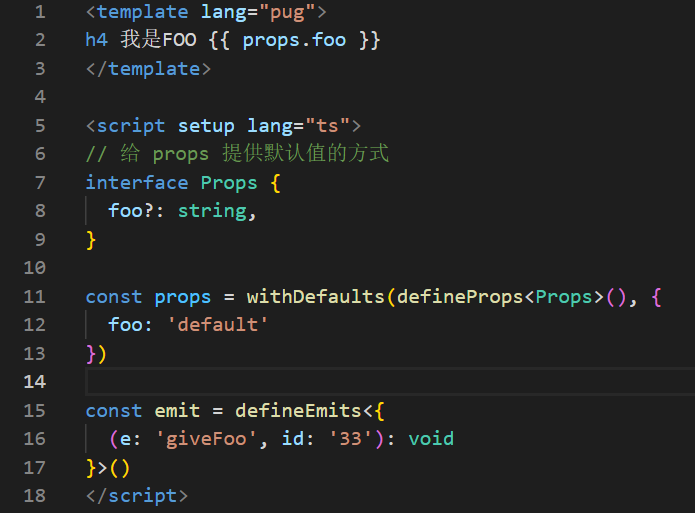 1 <template lang="pug">
2 h4 我是FOO {{ props.foo }}
3 </template>
4
5 <script setup lang="ts">
6 // 给 props 提供默认值的方式
7 interface Props {
8   foo?: string,
9 }
10
11 const props = withDefaults(defineProps<Props>(), {
12   foo: 'default'
13 })
14
15 const emit = defineEmits<{
16   (e: 'giveFoo', id: '33'): void
17 }>()
18 </script>